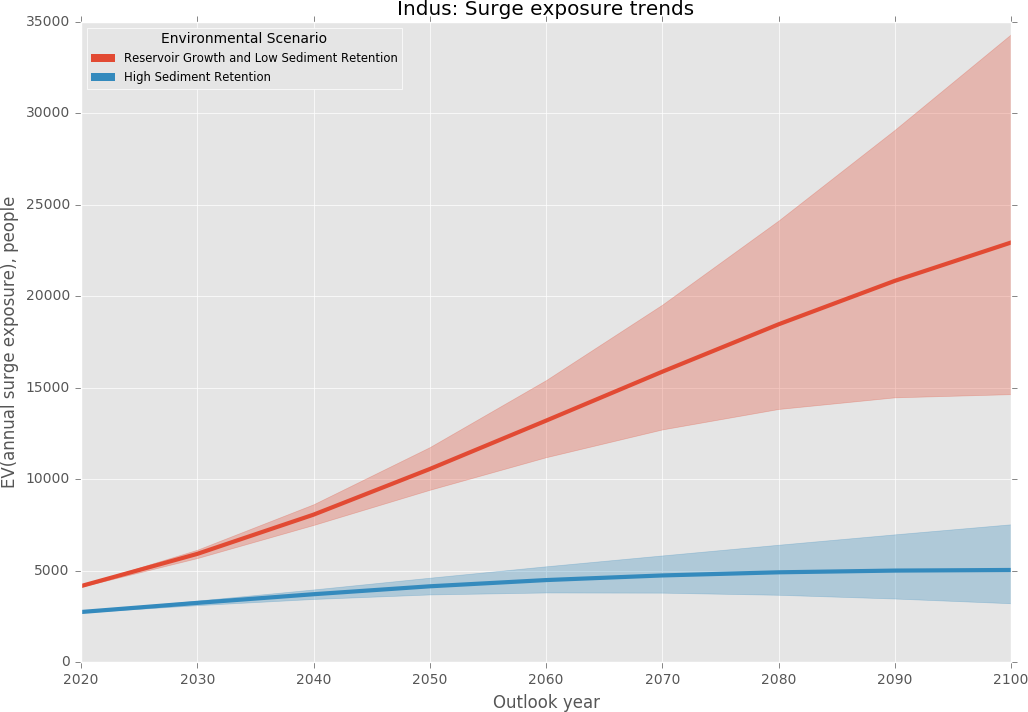 Indus: Surge exposure trends
35000
30000
25000
20000
15000
10000
5000
0
EV(annual surge exposure), people
Environmental Scenario
Reservoir Growth and Low Sediment Retention
High Sediment Retention
2020 2030 2040 2050 2060 2070 2080 2090 2100
Outlook year